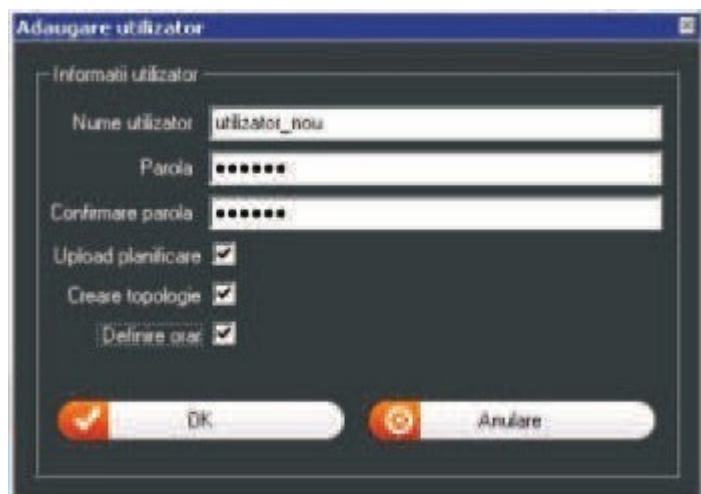 Adaugare utilizator
Informatii utilizator
Nume utilizator utilizator_nou
Parola ●●●●●●
Confirmare parola ●●●●●●
Upload planificare
Creare topologie
Definire orar
OK Anulare